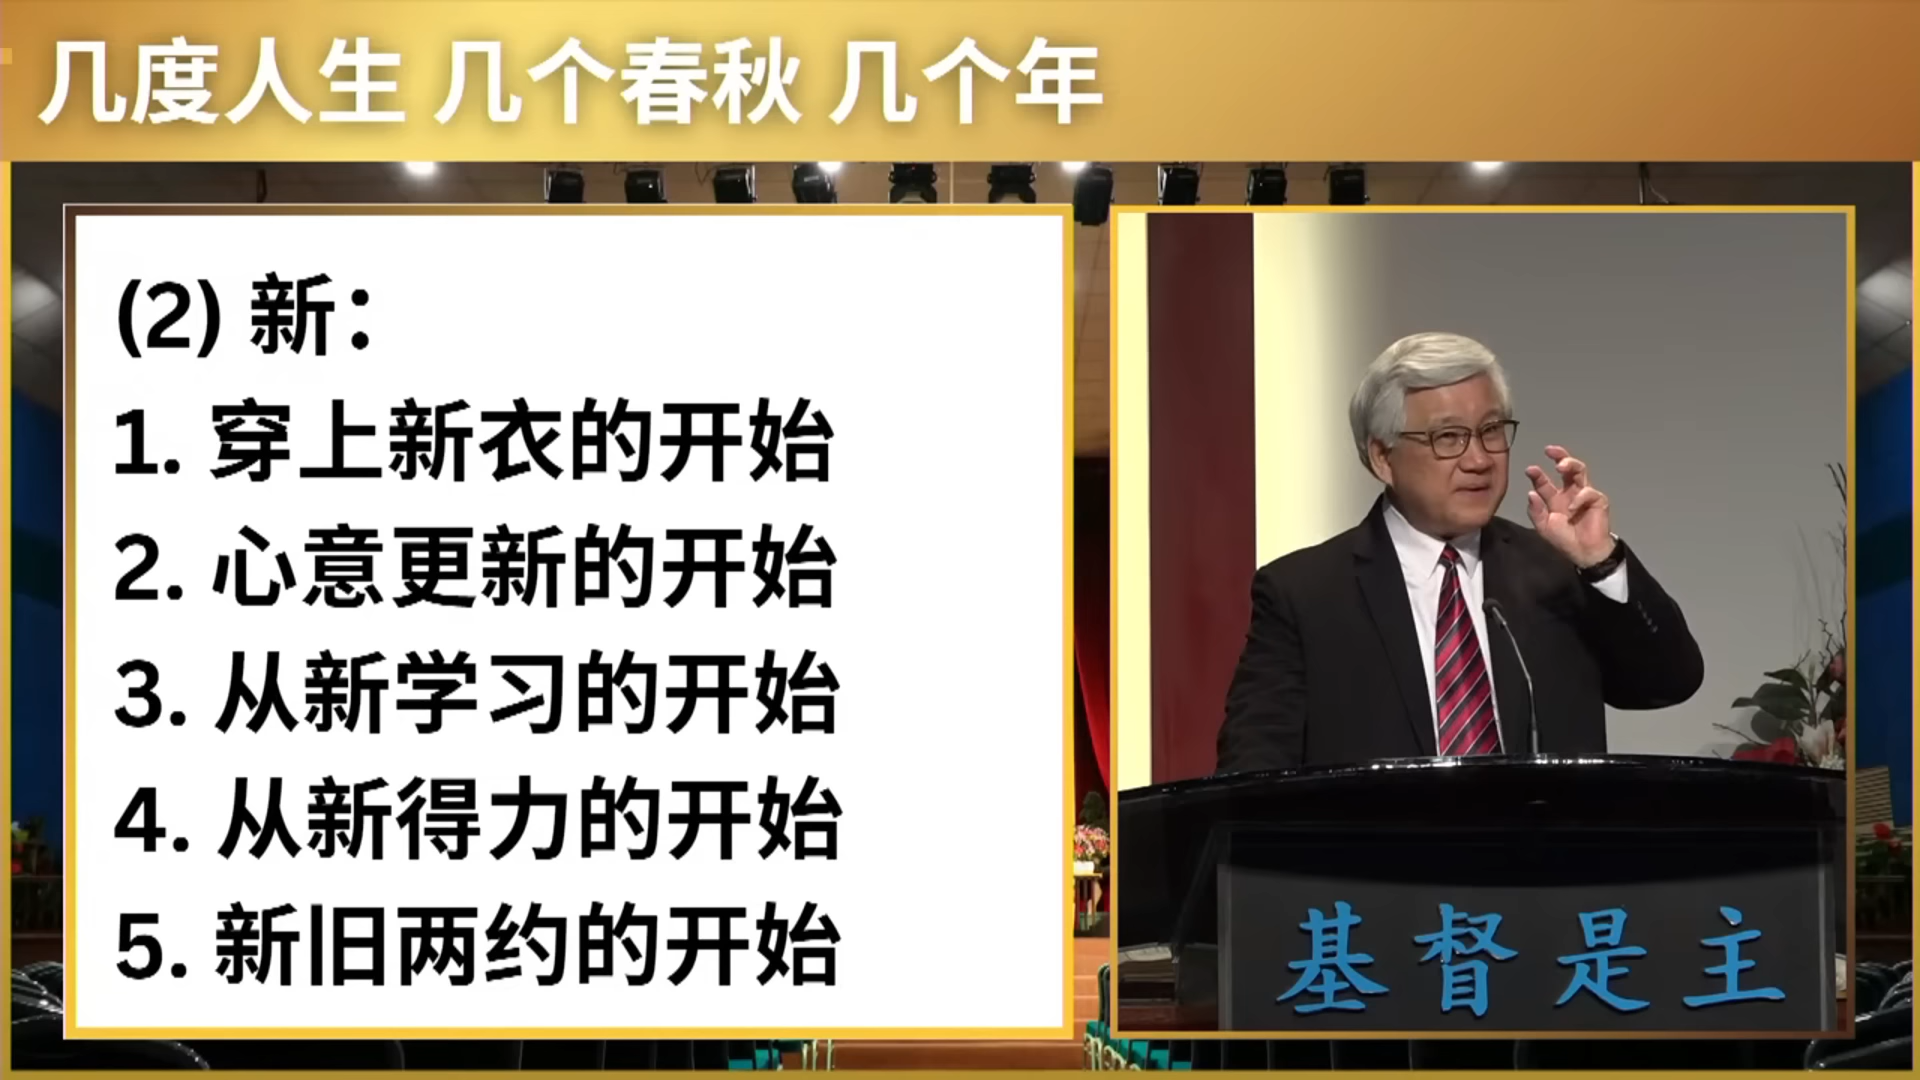 几度人生 几个春秋 几个年
(2) 新：
1. 穿上新衣的开始
2. 心意更新的开始
3. 从新学习的开始
4. 从新得力的开始
5. 新旧两约的开始
基督是主